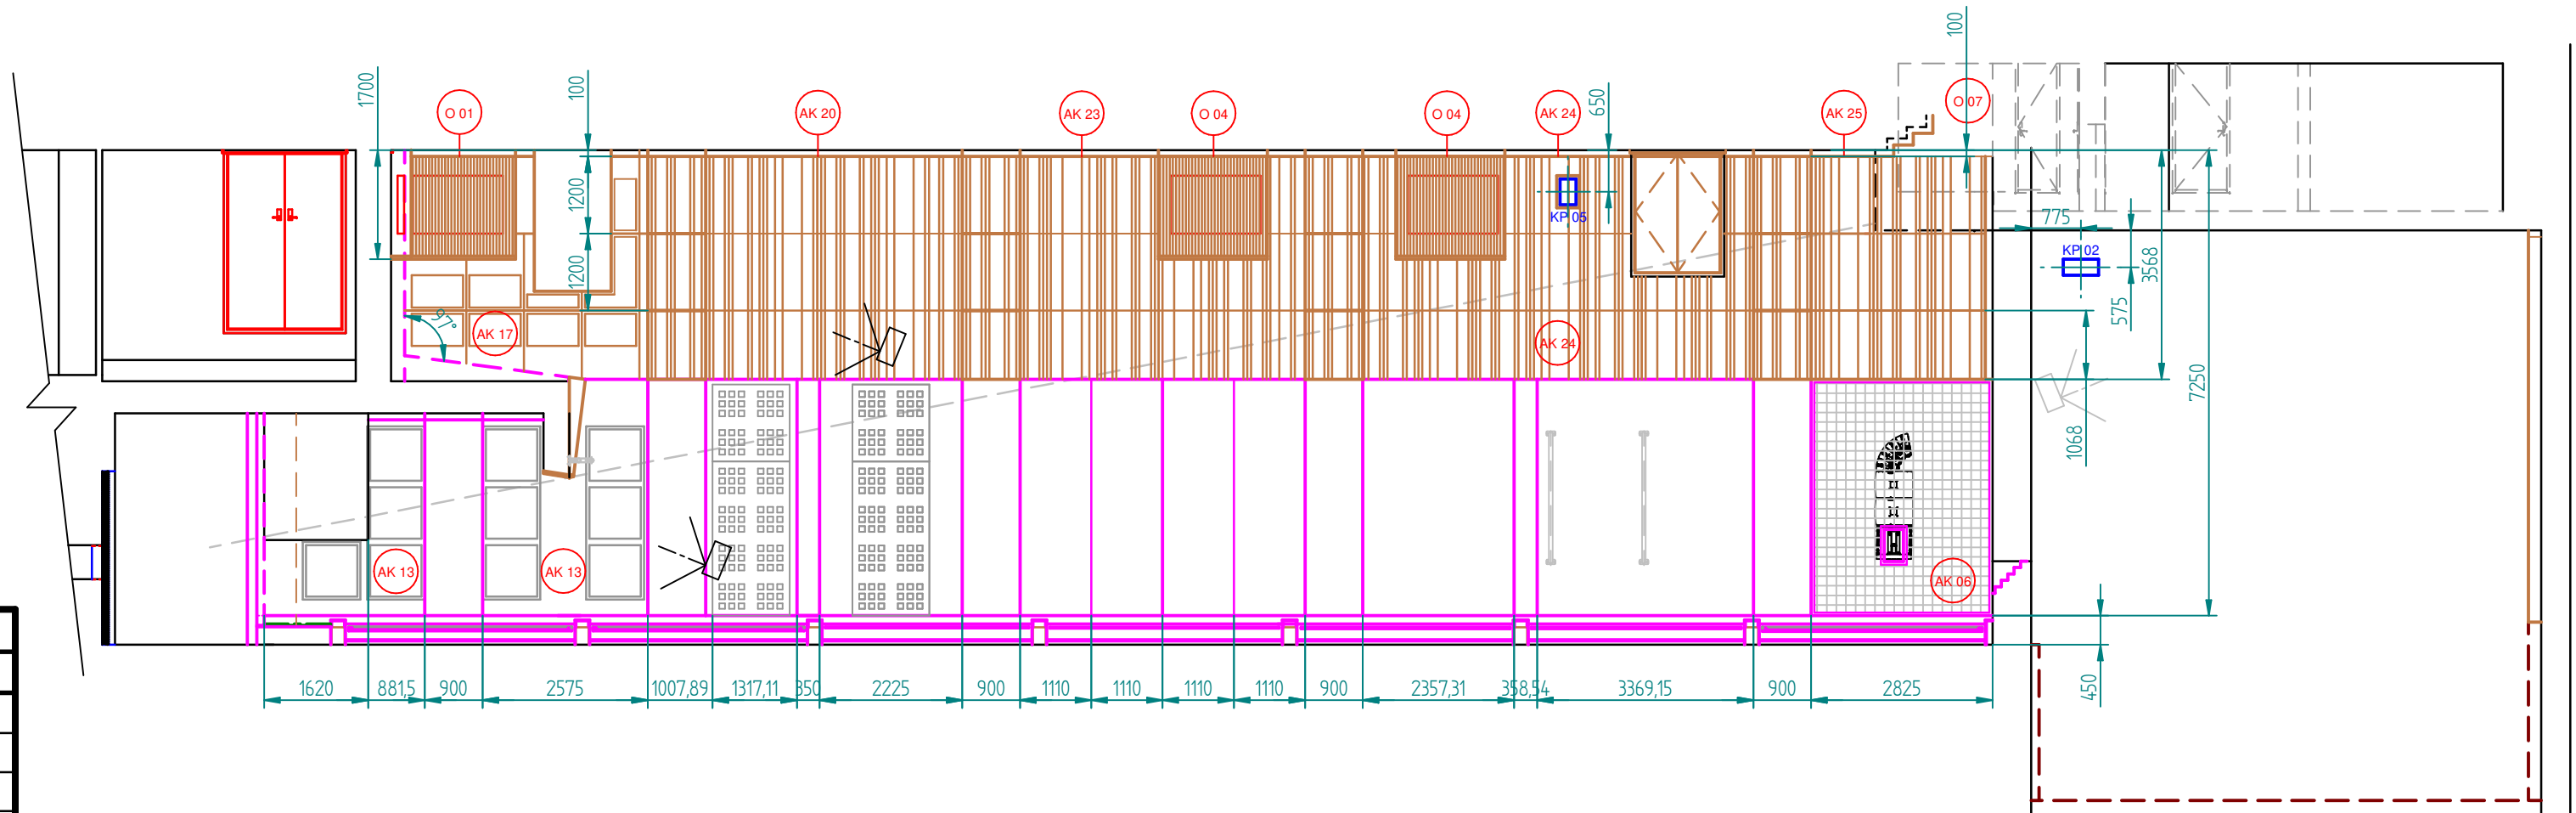 100
1700
100
O 01
AK 20
AK 23
O 04
O 04
AK 24
650
AK 25
O 07
1200
KP 05
775
KP 02
3568
1200
575
97°
AK 17
AK 24
7250
1068
AK 13
AK 13
AK 06
450
1620
881,5
900
2575
1007,89
1317,11
350
2225
900
1110
1110
1110
1110
900
2357,31
358,54
3369,15
900
2825